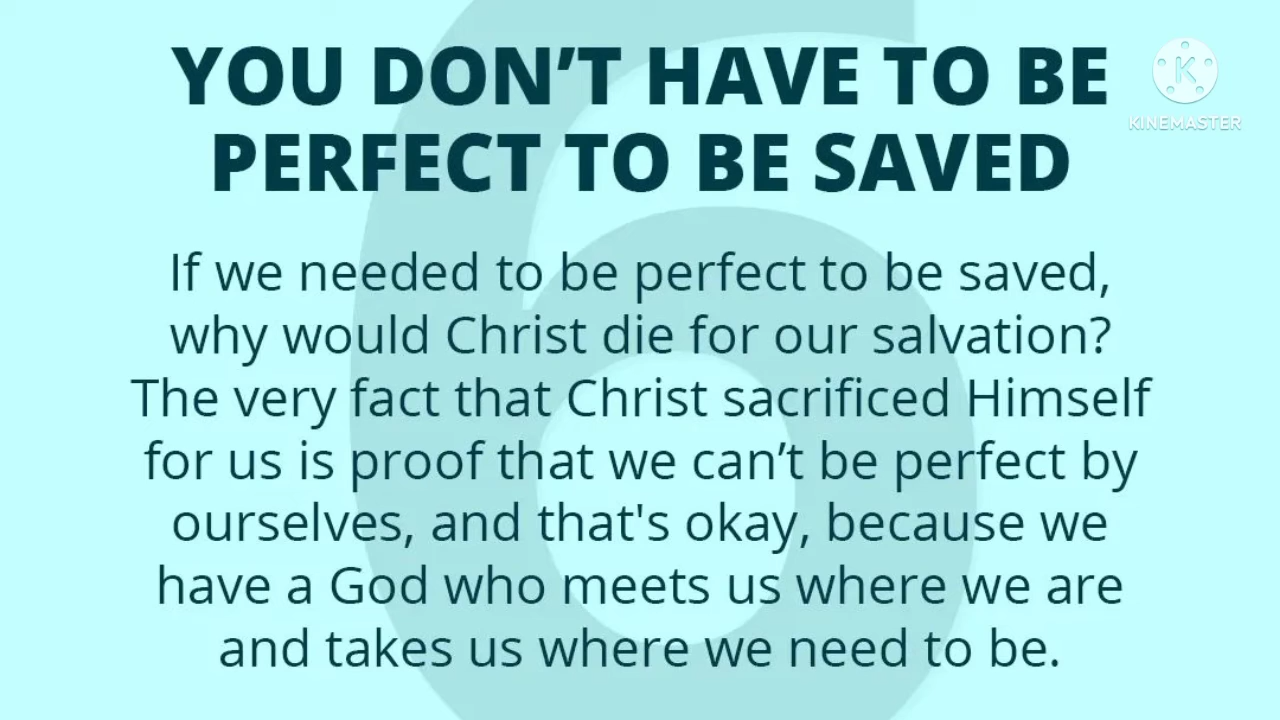 YOU DON’T HAVE TO BE
PERFECT TO BE SAVED
K
KINEMASTER
If we needed to be perfect to be saved,
why would Christ die for our salvation?
The very fact that Christ sacrificed Himself
for us is proof that we can’t be perfect by
ourselves, and that's okay, because we
have a God who meets us where we are
and takes us where we need to be.
6